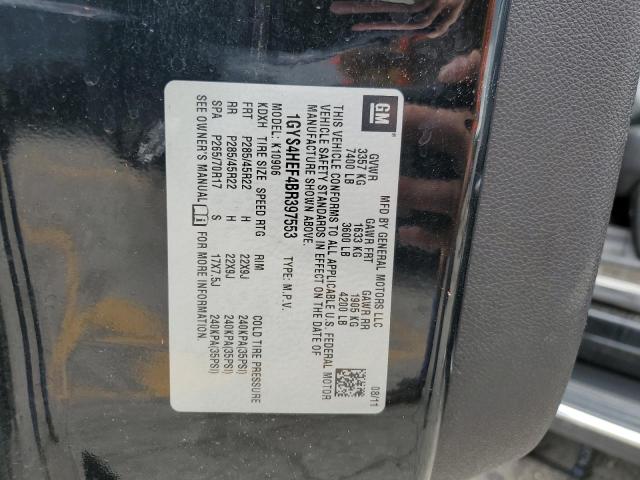 GM
MFD BY GENERAL MOTORS LLC 08/11
GVWR GAWR FRT GAWR RR
3357 KG 1633 KG 1905 KG
7400 LB 3600 LB 4200 LB
THIS VEHICLE CONFORMS TO ALL APPLICABLE U.S. FEDERAL MOTOR
VEHICLE SAFETY STANDARDS IN EFFECT ON THE DATE OF
MANUFACTURE SHOWN ABOVE.
1GYS4HEF4BR397553 TYPE: M.P.V.
MODEL: K10906
KDXH TIRE SIZE SPEED RTG RIM COLD TIRE PRESSURE
FRT P285/45R22 H 22X9J 240KPA(35PSI)
RR P285/45R22 H 22X9J 240KPA(35PSI)
SPA P265/70R17 S 17X7.5J 240KPA(35PSI)
SEE OWNER'S MANUAL FOR MORE INFORMATION.